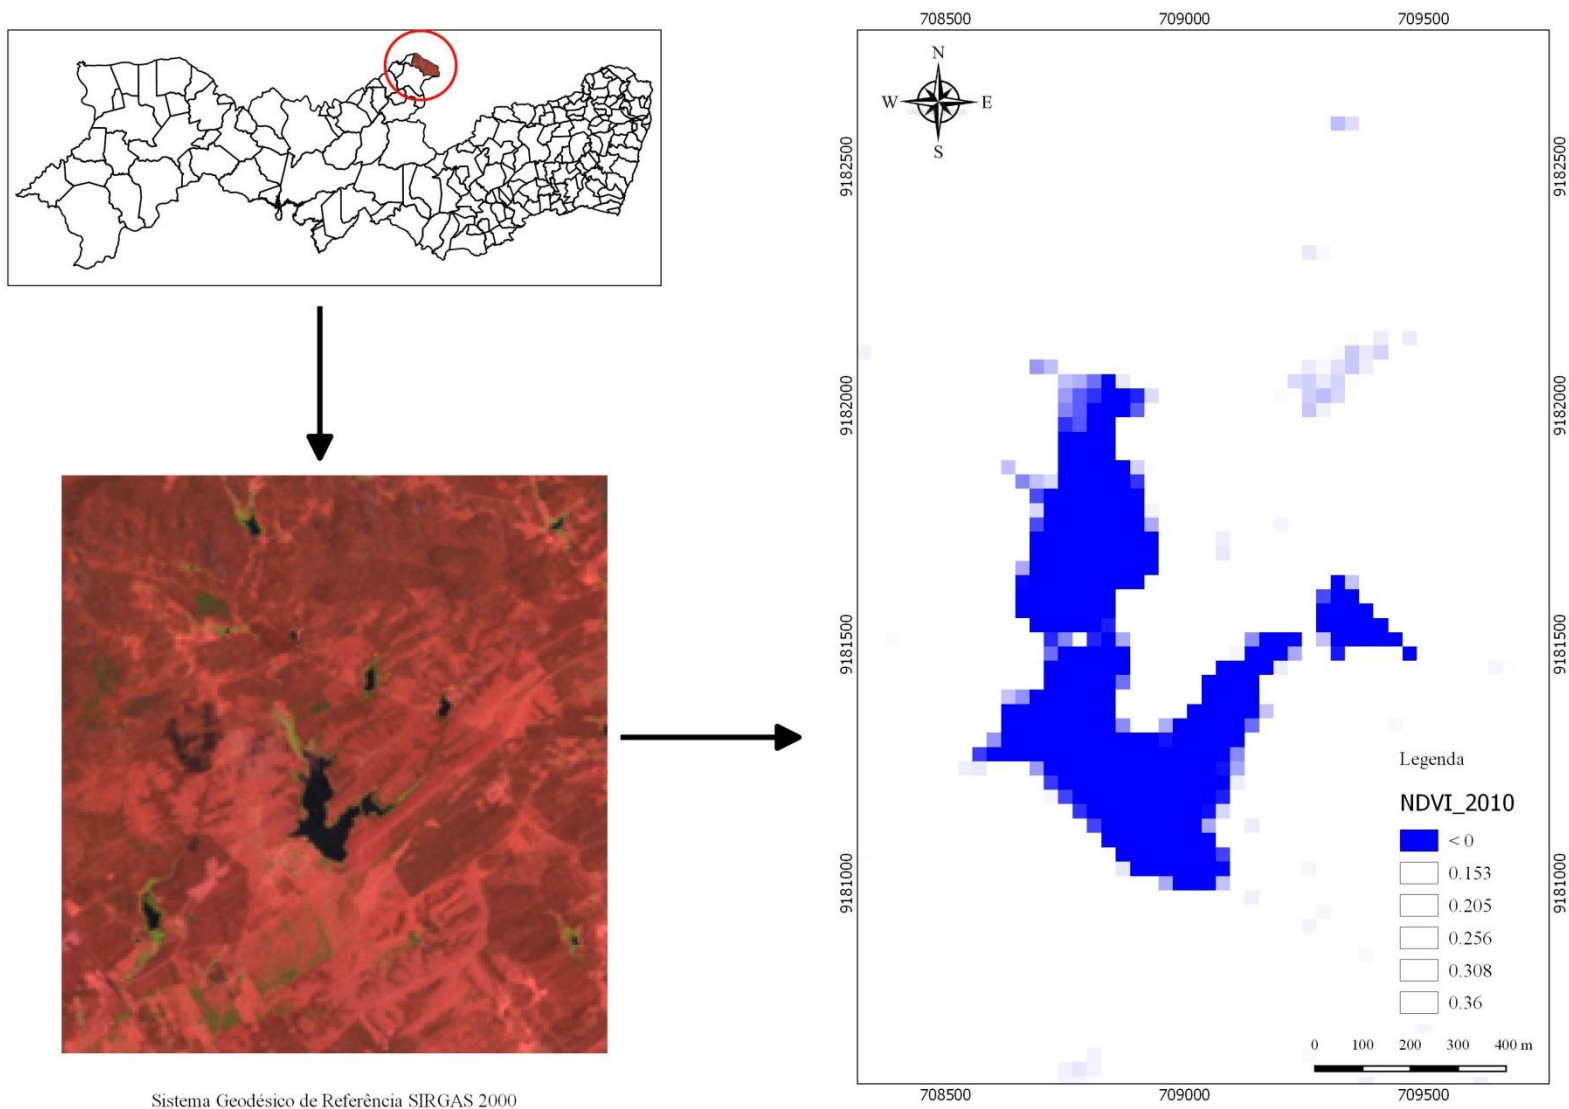 708500 709000 709500
N
W E
S
9182500 9182500
9182000 9182000
9181500 9181500
9181000 9181000
Legenda
NDVI_2010
< 0
0.153
0.205
0.256
0.308
0.36
0 100 200 300 400 m
708500 709000 709500
Sistema Geodésico de Referência SIRGAS 2000